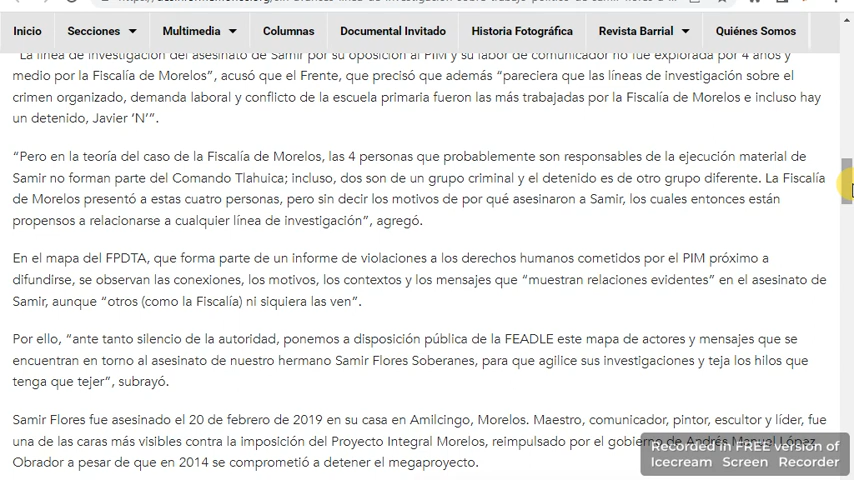 Inicio Secciones Multimedia Columnas Documental Invitado Historia Fotográfica Revista Barrial Quiénes Somos
"La línea de investigación del asesinato de Samir por su oposición al PIM y su labor de comunicador no fue explorada por 4 años y
medio por la Fiscalía de Morelos", acusó que el Frente, que precisó que además "pareciera que las líneas de investigación sobre el
crimen organizado, demanda laboral y conflicto de la escuela primaria fueron las más trabajadas por la Fiscalía de Morelos e incluso hay
un detenido, Javier 'N'".
"Pero en la teoría del caso de la Fiscalía de Morelos, las 4 personas que probablemente son responsables de la ejecución material de
Samir no forman parte del Comando Tlahuica; incluso, dos son de un grupo criminal y el detenido es de otro grupo diferente. La Fiscalía
de Morelos presentó a estas cuatro personas, pero sin decir los motivos de por qué asesinaron a Samir, los cuales entonces están
propensos a relacionarse a cualquier línea de investigación", agregó.
En el mapa del FPDTA, que forma parte de un informe de violaciones a los derechos humanos cometidos por el PIM próximo a
difundirse, se observan las conexiones, los motivos, los contextos y los mensajes que "muestran relaciones evidentes" en el asesinato de
Samir, aunque "otros (como la Fiscalía) ni siquiera las ven".
Por ello, "ante tanto silencio de la autoridad, ponemos a disposición pública de la FEADLE este mapa de actores y mensajes que se
encuentran en torno al asesinato de nuestro hermano Samir Flores Soberanes, para que agilice sus investigaciones y teja los hilos que
tenga que tejer", subrayó.
Samir Flores fue asesinado el 20 de febrero de 2019 en su casa en Amilcingo, Morelos. Maestro, comunicador, pintor, escultor y líder, fue
una de las caras más visibles contra la imposición del Proyecto Integral Morelos, reimpulsado por el gobierno de Andrés Manuel López
Obrador a pesar de que en 2014 se comprometió a detener el megaproyecto.
Recorded in FREE version of
Icecream Screen Recorder